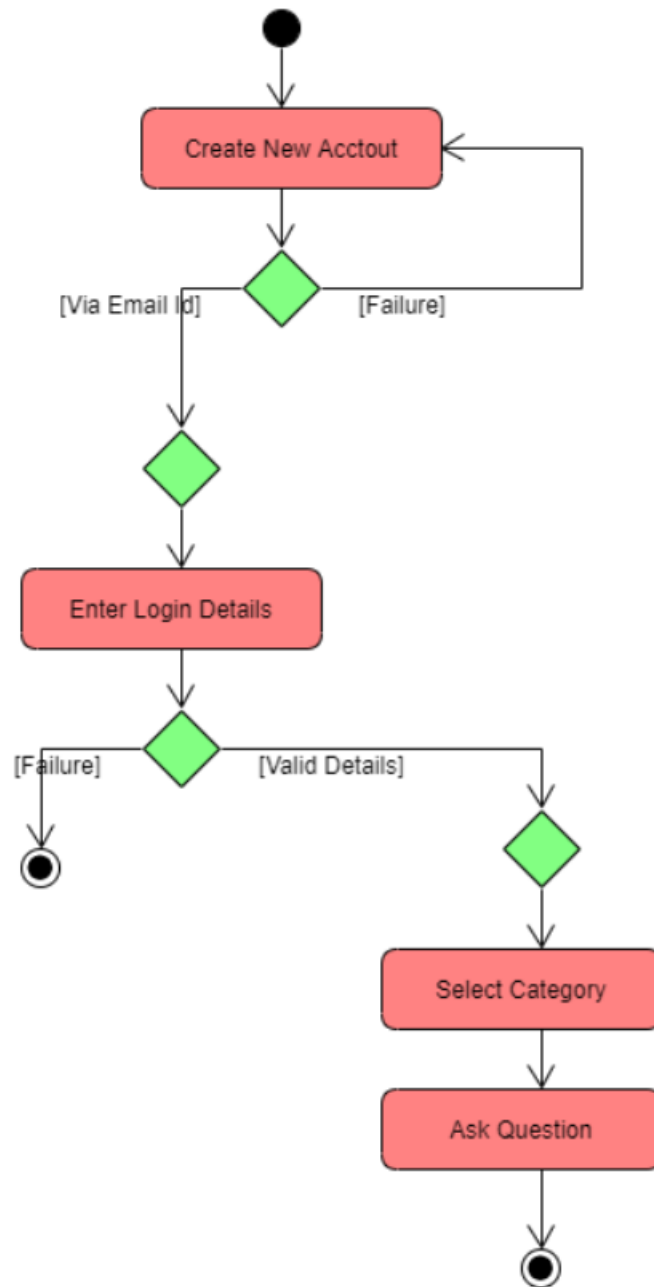 Create New Acctout
[Via Email Id]
[Failure]
Enter Login Details
[Failure]
[Valid Details]
Select Category
Ask Question